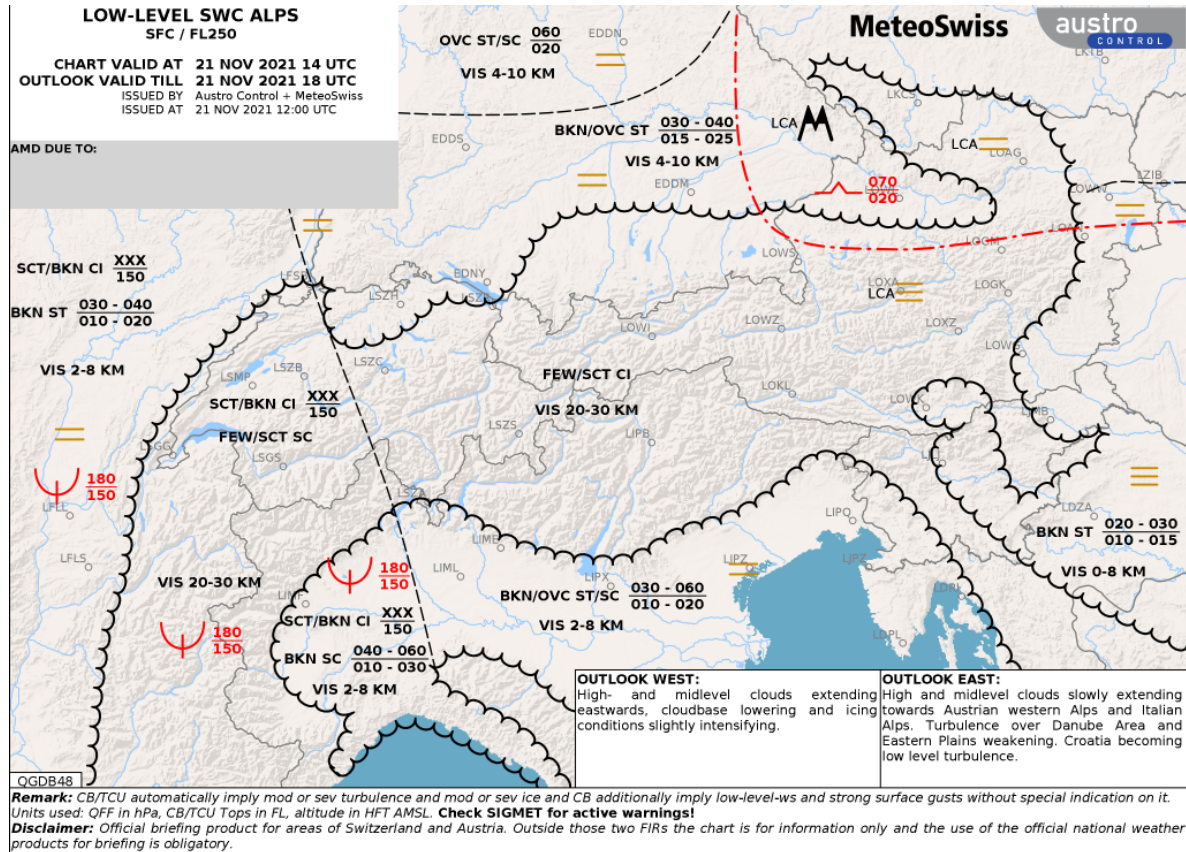 LOW-LEVEL SWC ALPS
SFC / FL250
CHART VALID AT 21 NOV 2021 14 UTC
OUTLOOK VALID TILL 21 NOV 2021 18 UTC
ISSUED BY Austro Control + MeteoSwiss
ISSUED AT 21 NOV 2021 12:00 UTC
AMD DUE TO:
MeteoSwiss
austro
CONTROL
OVC ST/SC 060
020
VIS 4-10 KM
EDDN
LKTB
LKCS
EDDS
BKN/OVC ST 030 - 040
015 - 025
VIS 4-10 KM
LCA
LCA
LOAG
EDDM
070
020
LOWW
LZIB
SCT/BKN CI XXX
150
BKN ST 030 - 040
010 - 020
VIS 2-8 KM
EDNY
LSZH
LOWS
LOXA
LCA
LOGK
LOWI
LOWZ
LOXZ
LSMP
LSZB
LSZC
SCT/BKN CI XXX
150
FEW/SCT SC
FEW/SCT CI
VIS 20-30 KM
LOKL
LSGG
LSGS
LSZS
LIPB
180
150
LFLL
LFLS
LDZA
BKN ST 020 - 030
010 - 015
VIS 0-8 KM
LIPQ
LIME
LIML
LIPX
LIPZ
LJPZ
VIS 20-30 KM
180
150
LIMF
SCT/BKN CI XXX
150
BKN SC 040 - 060
010 - 030
VIS 2-8 KM
BKN/OVC ST/SC 030 - 060
010 - 020
VIS 2-8 KM
180
150
LDPL
OUTLOOK WEST:
High- and midlevel clouds extending
eastwards, cloudbase lowering and icing
conditions slightly intensifying.
OUTLOOK EAST:
High and midlevel clouds slowly extending
towards Austrian western Alps and Italian
Alps. Turbulence over Danube Area and
Eastern Plains weakening. Croatia becoming
low level turbulence.
QGDB48
Remark: CB/TCU automatically imply mod or sev turbulence and mod or sev ice and CB additionally imply low-level-ws and strong surface gusts without special indication on it.
Units used: QFF in hPa, CB/TCU Tops in FL, altitude in HFT AMSL. Check SIGMET for active warnings!
Disclaimer: Official briefing product for areas of Switzerland and Austria. Outside those two FIRs the chart is for information only and the use of the official national weather
products for briefing is obligatory.